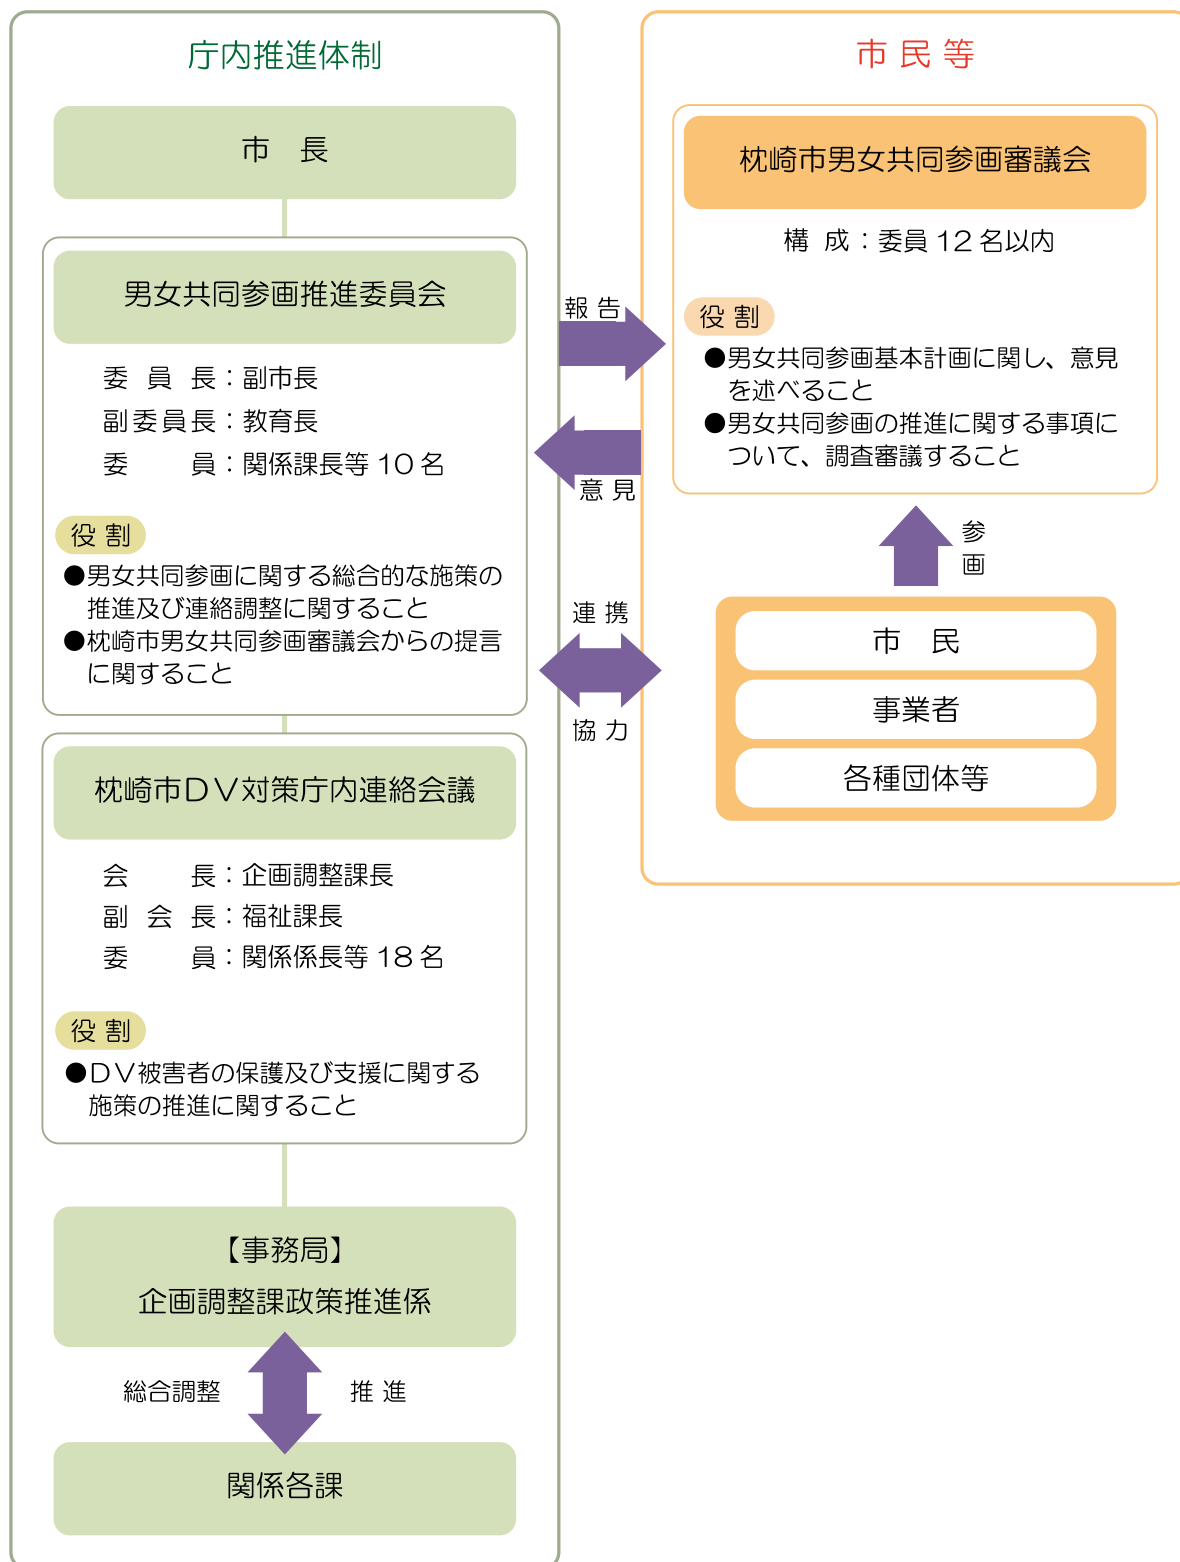 庁内推進体制
市　長
男女共同参画推進委員会
委員長：副市長
副委員長：教育長
委　員：関係課長等10名
役割
●男女共同参画に関する総合的な施策の
推進及び連絡調整に関すること
●枕崎市男女共同参画審議会からの提言
に関すること
枕崎市DV対策庁内連絡会議
会　長：企画調整課長
副会長：福祉課長
委　員：関係係長等18名
役割
●DV被害者の保護及び支援に関する
施策の推進に関すること
【事務局】
企画調整課政策推進係
総合調整　推進
関係各課
報告
意見
連携
協力
市民等
枕崎市男女共同参画審議会
構成：委員12名以内
役割
●男女共同参画基本計画に関し、意見
を述べること
●男女共同参画の推進に関する事項に
ついて、調査審議すること
参
画
市　民
事業者
各種団体等